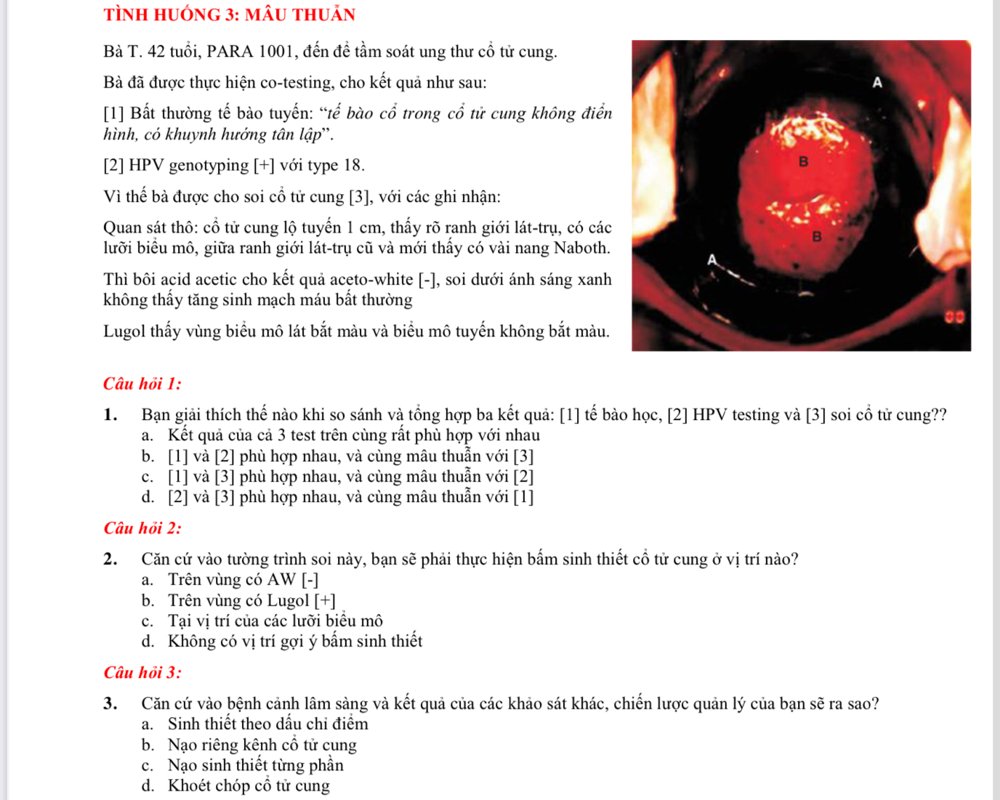 TÌNH HUỐNG 3: MÂU THUẪN
Bà T. 42 tuổi, PARA 1001, đến để tầm soát ung thư cổ tử cung.
Bà đã được thực hiện co-testing, cho kết quả như sau:
[1] Bất thường tế bào tuyến: “tế bào cổ trong cổ tử cung không điển
hình, có khuynh hướng tân lập”.
[2] HPV genotyping [+] với type 18.
Vì thế bà được cho soi cổ tử cung [3], với các ghi nhận:
Quan sát thô: cổ tử cung lộ tuyến 1 cm, thấy rõ ranh giới lát-trụ, có các
lưỡi biểu mô, giữa ranh giới lát-trụ cũ và mới thấy có vài nang Naboth.
Thì bôi acid acetic cho kết quả aceto-white [-], soi dưới ánh sáng xanh
không thấy tăng sinh mạch máu bất thường
Lugol thấy vùng biểu mô lát bắt màu và biểu mô tuyến không bắt màu.
A
B
B
A
Câu hỏi 1:
1. Bạn giải thích thế nào khi so sánh và tổng hợp ba kết quả: [1] tế bào học, [2] HPV testing và [3] soi cổ tử cung??
a. Kết quả của cả 3 test trên cùng rất phù hợp với nhau
b. [1] và [2] phù hợp nhau, và cùng mâu thuẫn với [3]
c. [1] và [3] phù hợp nhau, và cùng mâu thuẫn với [2]
d. [2] và [3] phù hợp nhau, và cùng mâu thuẫn với [1]
Câu hỏi 2:
2. Căn cứ vào tường trình soi này, bạn sẽ phải thực hiện bấm sinh thiết cổ tử cung ở vị trí nào?
a. Trên vùng có AW [-]
b. Trên vùng có Lugol [+]
c. Tại vị trí của các lưỡi biểu mô
d. Không có vị trí gợi ý bấm sinh thiết
Câu hỏi 3:
3. Căn cứ vào bệnh cảnh lâm sàng và kết quả của các khảo sát khác, chiến lược quản lý của bạn sẽ ra sao?
a. Sinh thiết theo dấu chỉ điểm
b. Nạo riêng kênh cổ tử cung
c. Nạo sinh thiết từng phần
d. Khoét chóp cổ tử cung